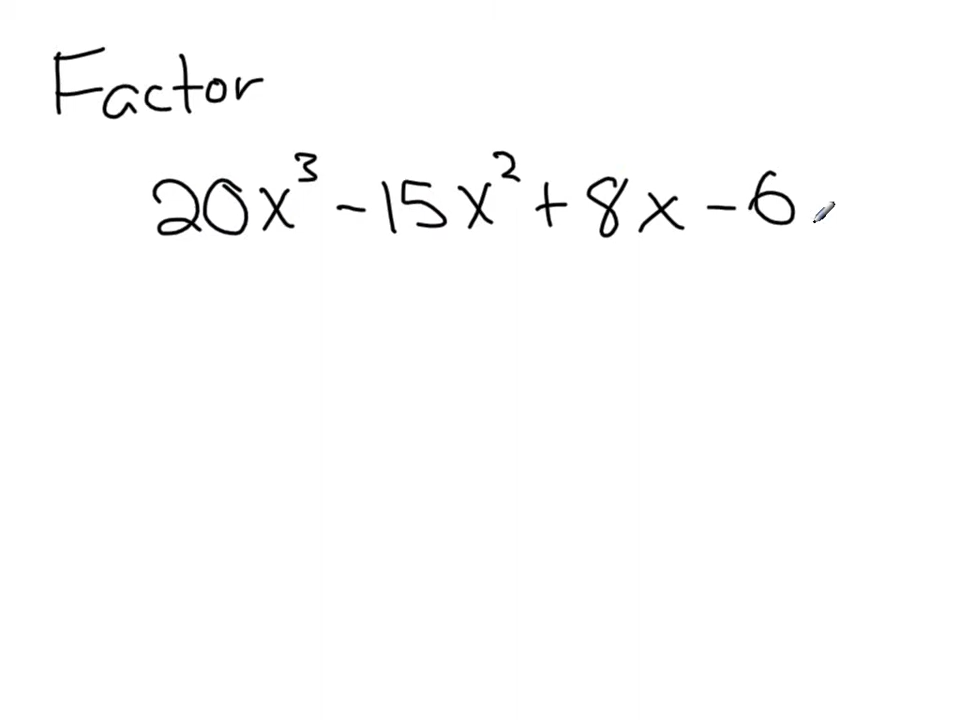 Factor
20x³ - 15x² + 8x - 6